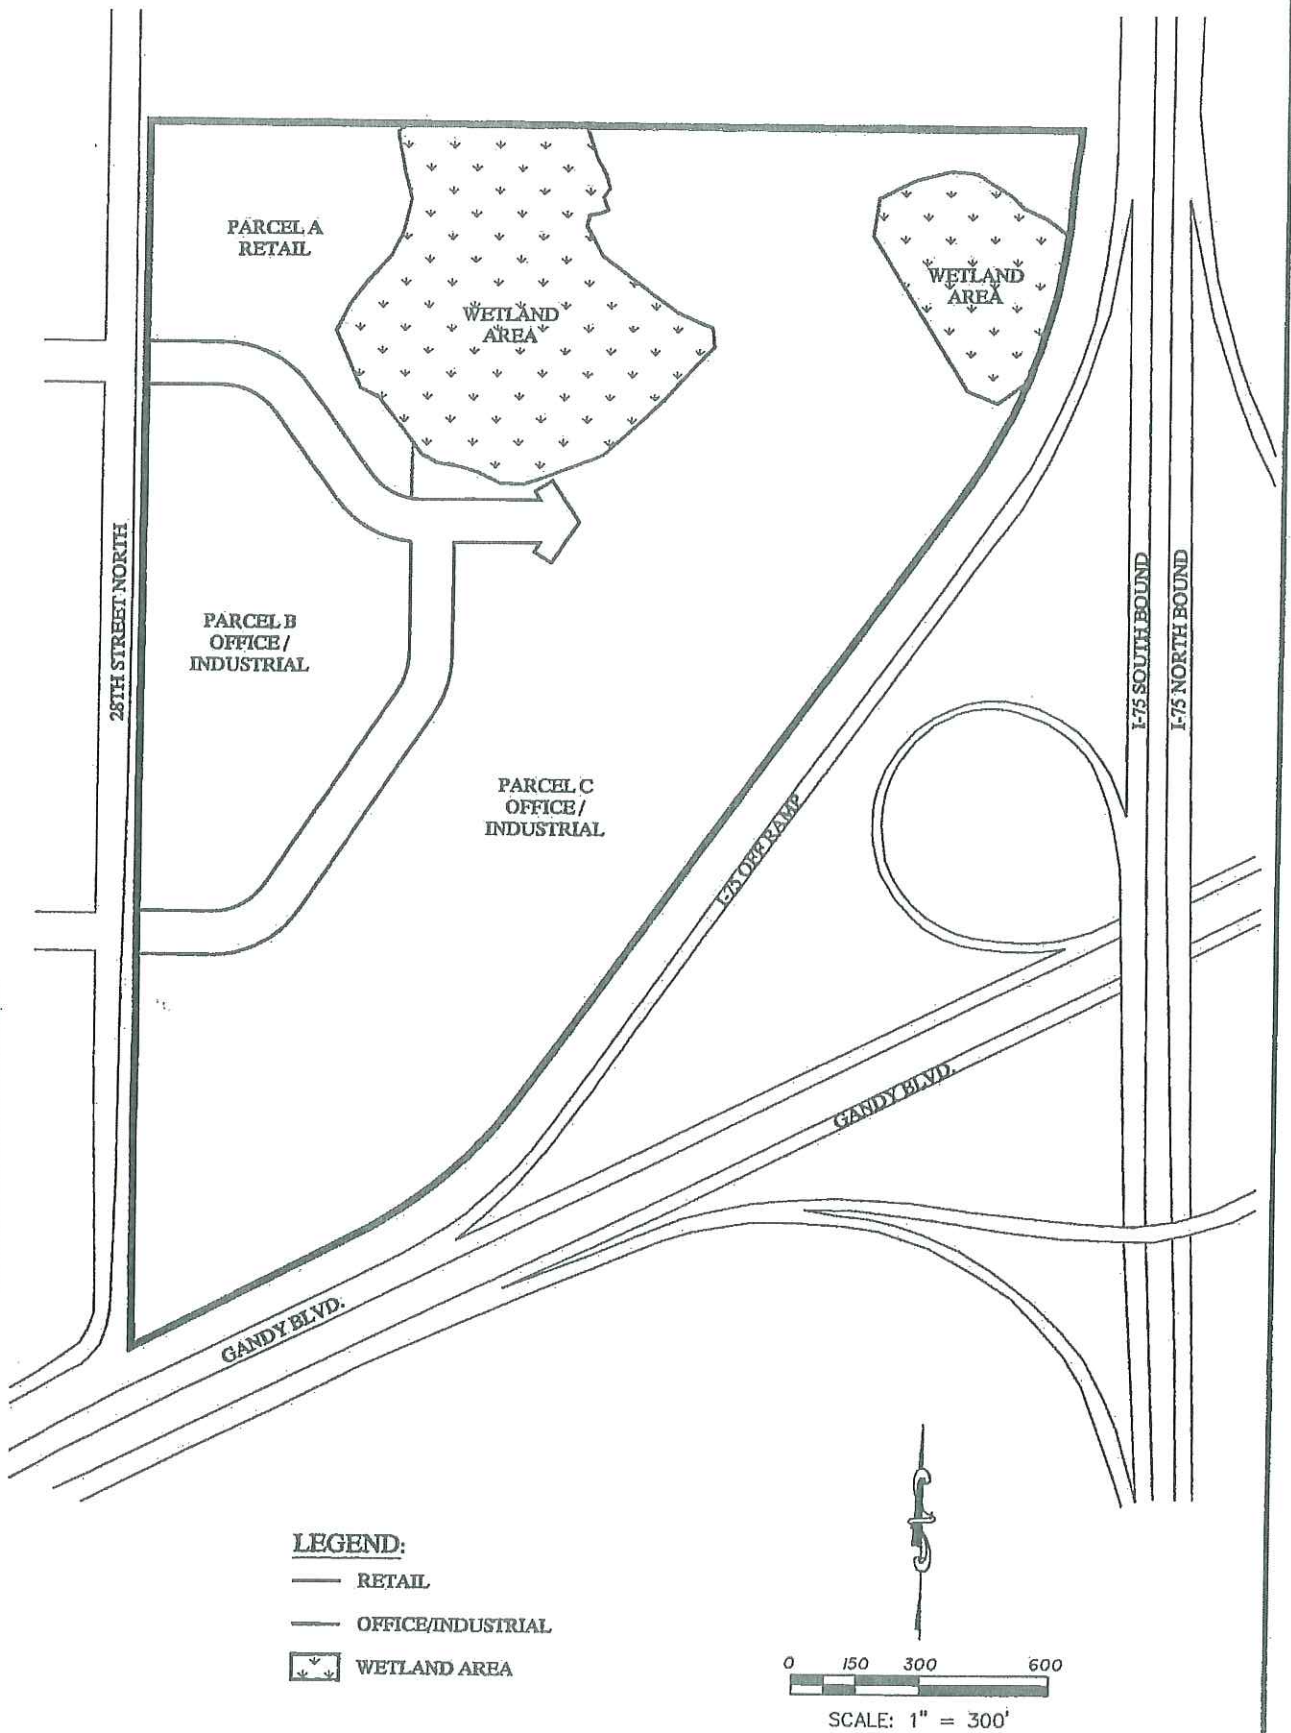 PARCEL A
RETAIL
WETLAND
AREA
WETLAND
AREA
28TH STREET NORTH
PARCEL B
OFFICE/
INDUSTRIAL
I-75 SOUTH BOUND
I-75 NORTH BOUND
PARCEL C
OFFICE/
INDUSTRIAL
I-75 OFF RAMP
GANDY BLVD.
GANDY BLVD.
LEGEND:
RETAIL
OFFICE/INDUSTRIAL
WETLAND AREA
0 150 300 600
SCALE: 1" = 300'